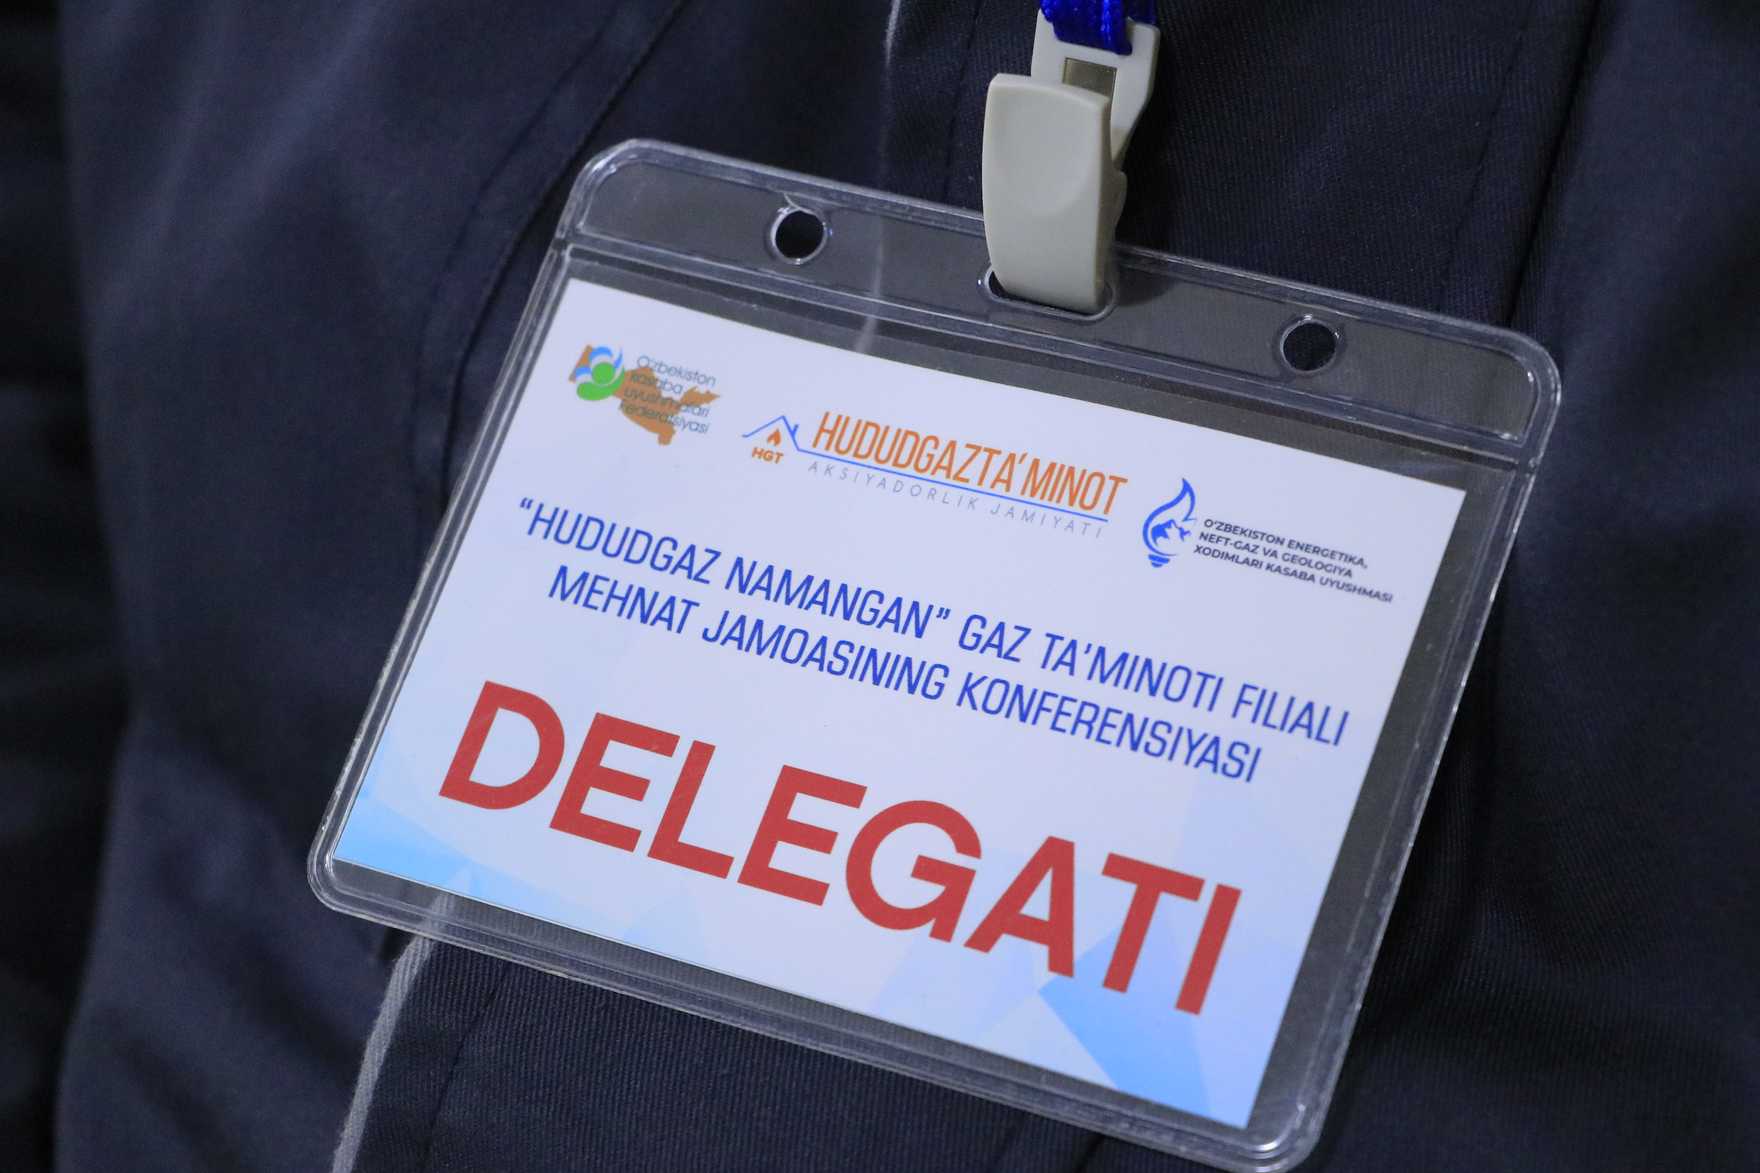 O'zbekiston
kasaba
uyushmalari
Federatsiyasi
HGT
HUDUDGAZTA'MINOT
AKSIYADORLIK JAMIYATI
O'ZBEKISTON ENERGETIKA,
NEFT-GAZ VA GEOLOGIYA
XODIMLARI KASABA UYUSHMASI
“HUDUDGAZ NAMANGAN” GAZ TA'MINOTI FILIALI
MEHNAT JAMOASINING KONFERENSIYASI
DELEGATI